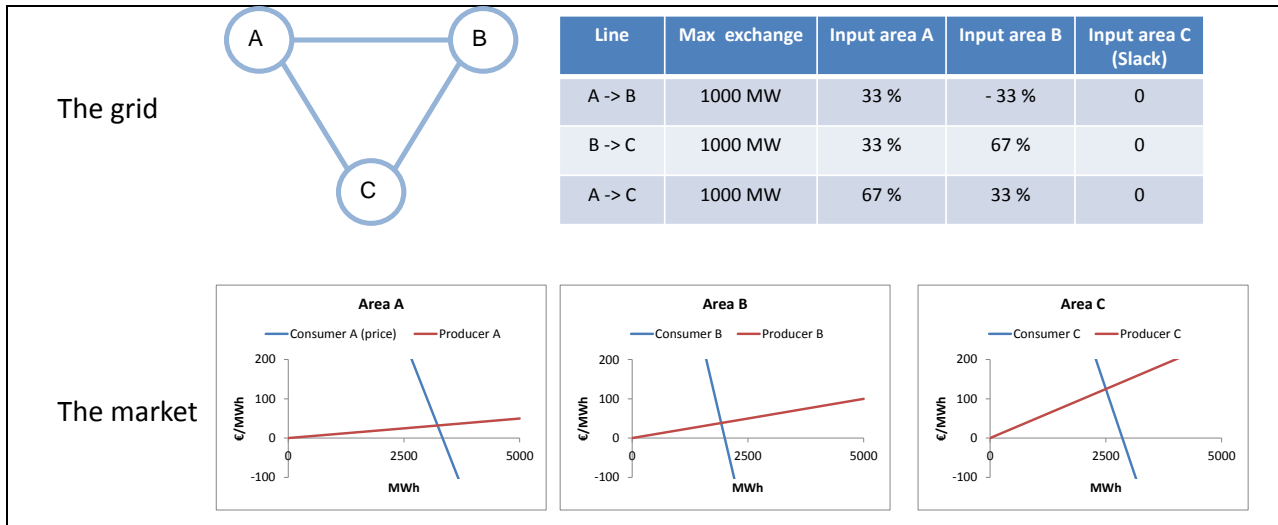 A
B
C
The grid
Line Max exchange Input area A Input area B Input area C
(Slack)
A -> B 1000 MW 33 % - 33 % 0
B -> C 1000 MW 33 % 67 % 0
A -> C 1000 MW 67 % 33 % 0
The market
Area A
Consumer A (price) Producer A
200
100
0
-100
0 2500 5000
€/MWh
MWh
Area B
Consumer B Producer B
200
100
0
-100
0 2500 5000
€/MWh
MWh
Area C
Consumer C Producer C
200
100
0
-100
0 2500 5000
€/MWh
MWh